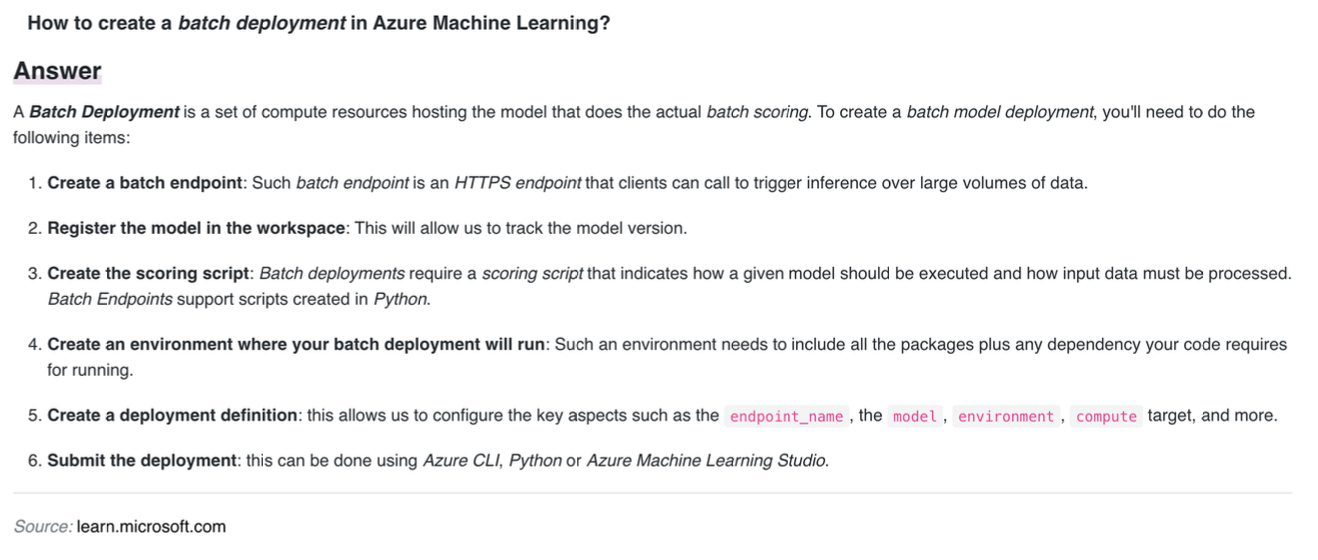 How to create a batch deployment in Azure Machine Learning?
Answer
A Batch Deployment is a set of compute resources hosting the model that does the actual batch scoring. To create a batch model deployment, you'll need to do the
following items:
1. Create a batch endpoint: Such batch endpoint is an HTTPS endpoint that clients can call to trigger inference over large volumes of data.
2. Register the model in the workspace: This will allow us to track the model version.
3. Create the scoring script: Batch deployments require a scoring script that indicates how a given model should be executed and how input data must be processed.
Batch Endpoints support scripts created in Python.
4. Create an environment where your batch deployment will run: Such an environment needs to include all the packages plus any dependency your code requires
for running.
5. Create a deployment definition: this allows us to configure the key aspects such as the endpoint_name , the model , environment , compute target, and more.
6. Submit the deployment: this can be done using Azure CLI, Python or Azure Machine Learning Studio.
Source: learn.microsoft.com